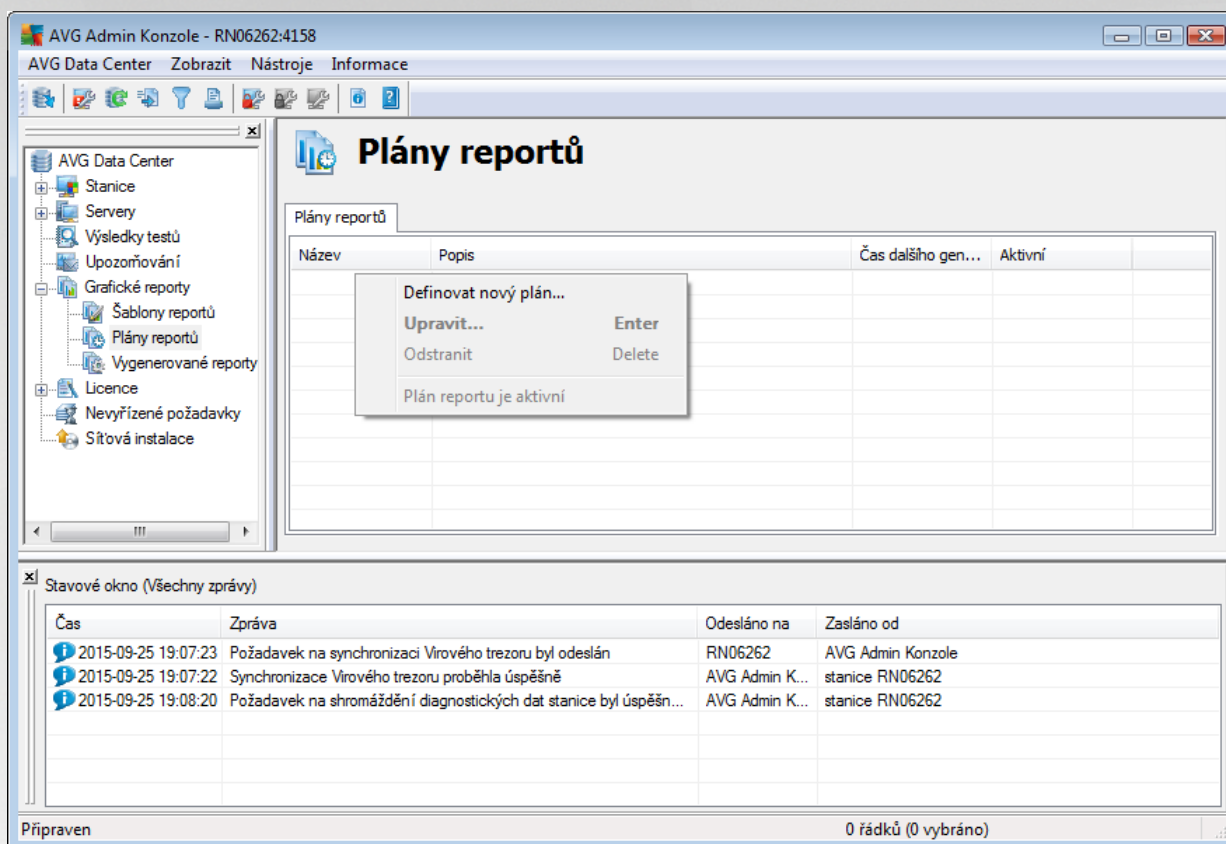 AVG Admin Konzole - RN06262:4158
AVG Data Center Zobrazit Nástroje Informace
AVG Data Center
Stanice
Servery
Výsledky testů
Upozorňování
Grafické reporty
Šablony reportů
Plány reportů
Vygenerované reporty
Licence
Nevyřízené požadavky
Síťová instalace
Plány reportů
Plány reportů
Název Popis Čas dalšího gen... Aktivní
Definovat nový plán...
Upravit... Enter
Odstranit Delete
Plán reportu je aktivní
Stavové okno (Všechny zprávy)
Čas Zpráva Odesláno na Zasláno od
2015-09-25 19:07:23 Požadavek na synchronizaci Virového trezoru byl odeslán RN06262 AVG Admin Konzole
2015-09-25 19:07:22 Synchronizace Virového trezoru proběhla úspěšně AVG Admin K... stanice RN06262
2015-09-25 19:08:20 Požadavek na shromáždění diagnostických dat stanice byl úspěšn... AVG Admin K... stanice RN06262
Připraven 0 řádků (0 vybráno)